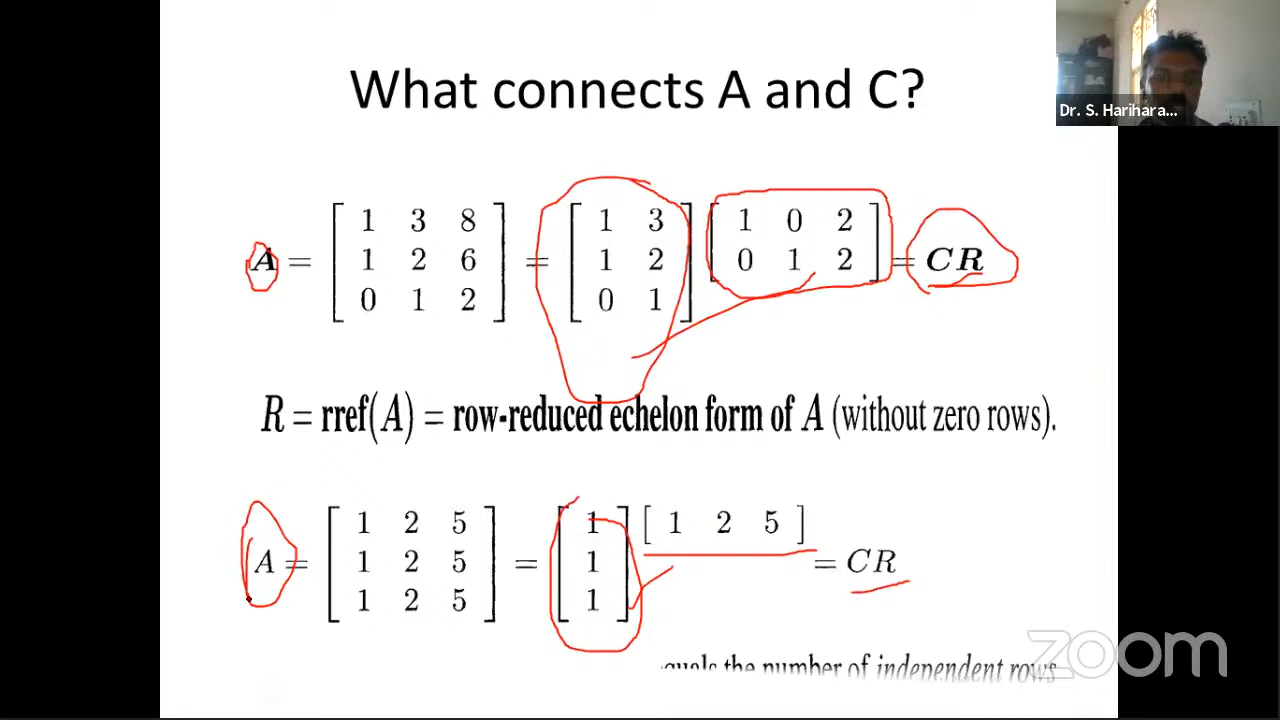 What connects A and C?
Dr. S. Harihara...
A = [ 1 3 8 ; 1 2 6 ; 0 1 2 ] = [ 1 3 ; 1 2 ; 0 1 ] [ 1 0 2 ; 0 1 2 ] = CR
R = rref(A) = row-reduced echelon form of A (without zero rows).
A = [ 1 2 5 ; 1 2 5 ; 1 2 5 ] = [ 1 ; 1 ; 1 ] [ 1 2 5 ] = CR
the number of independent rows
zoom